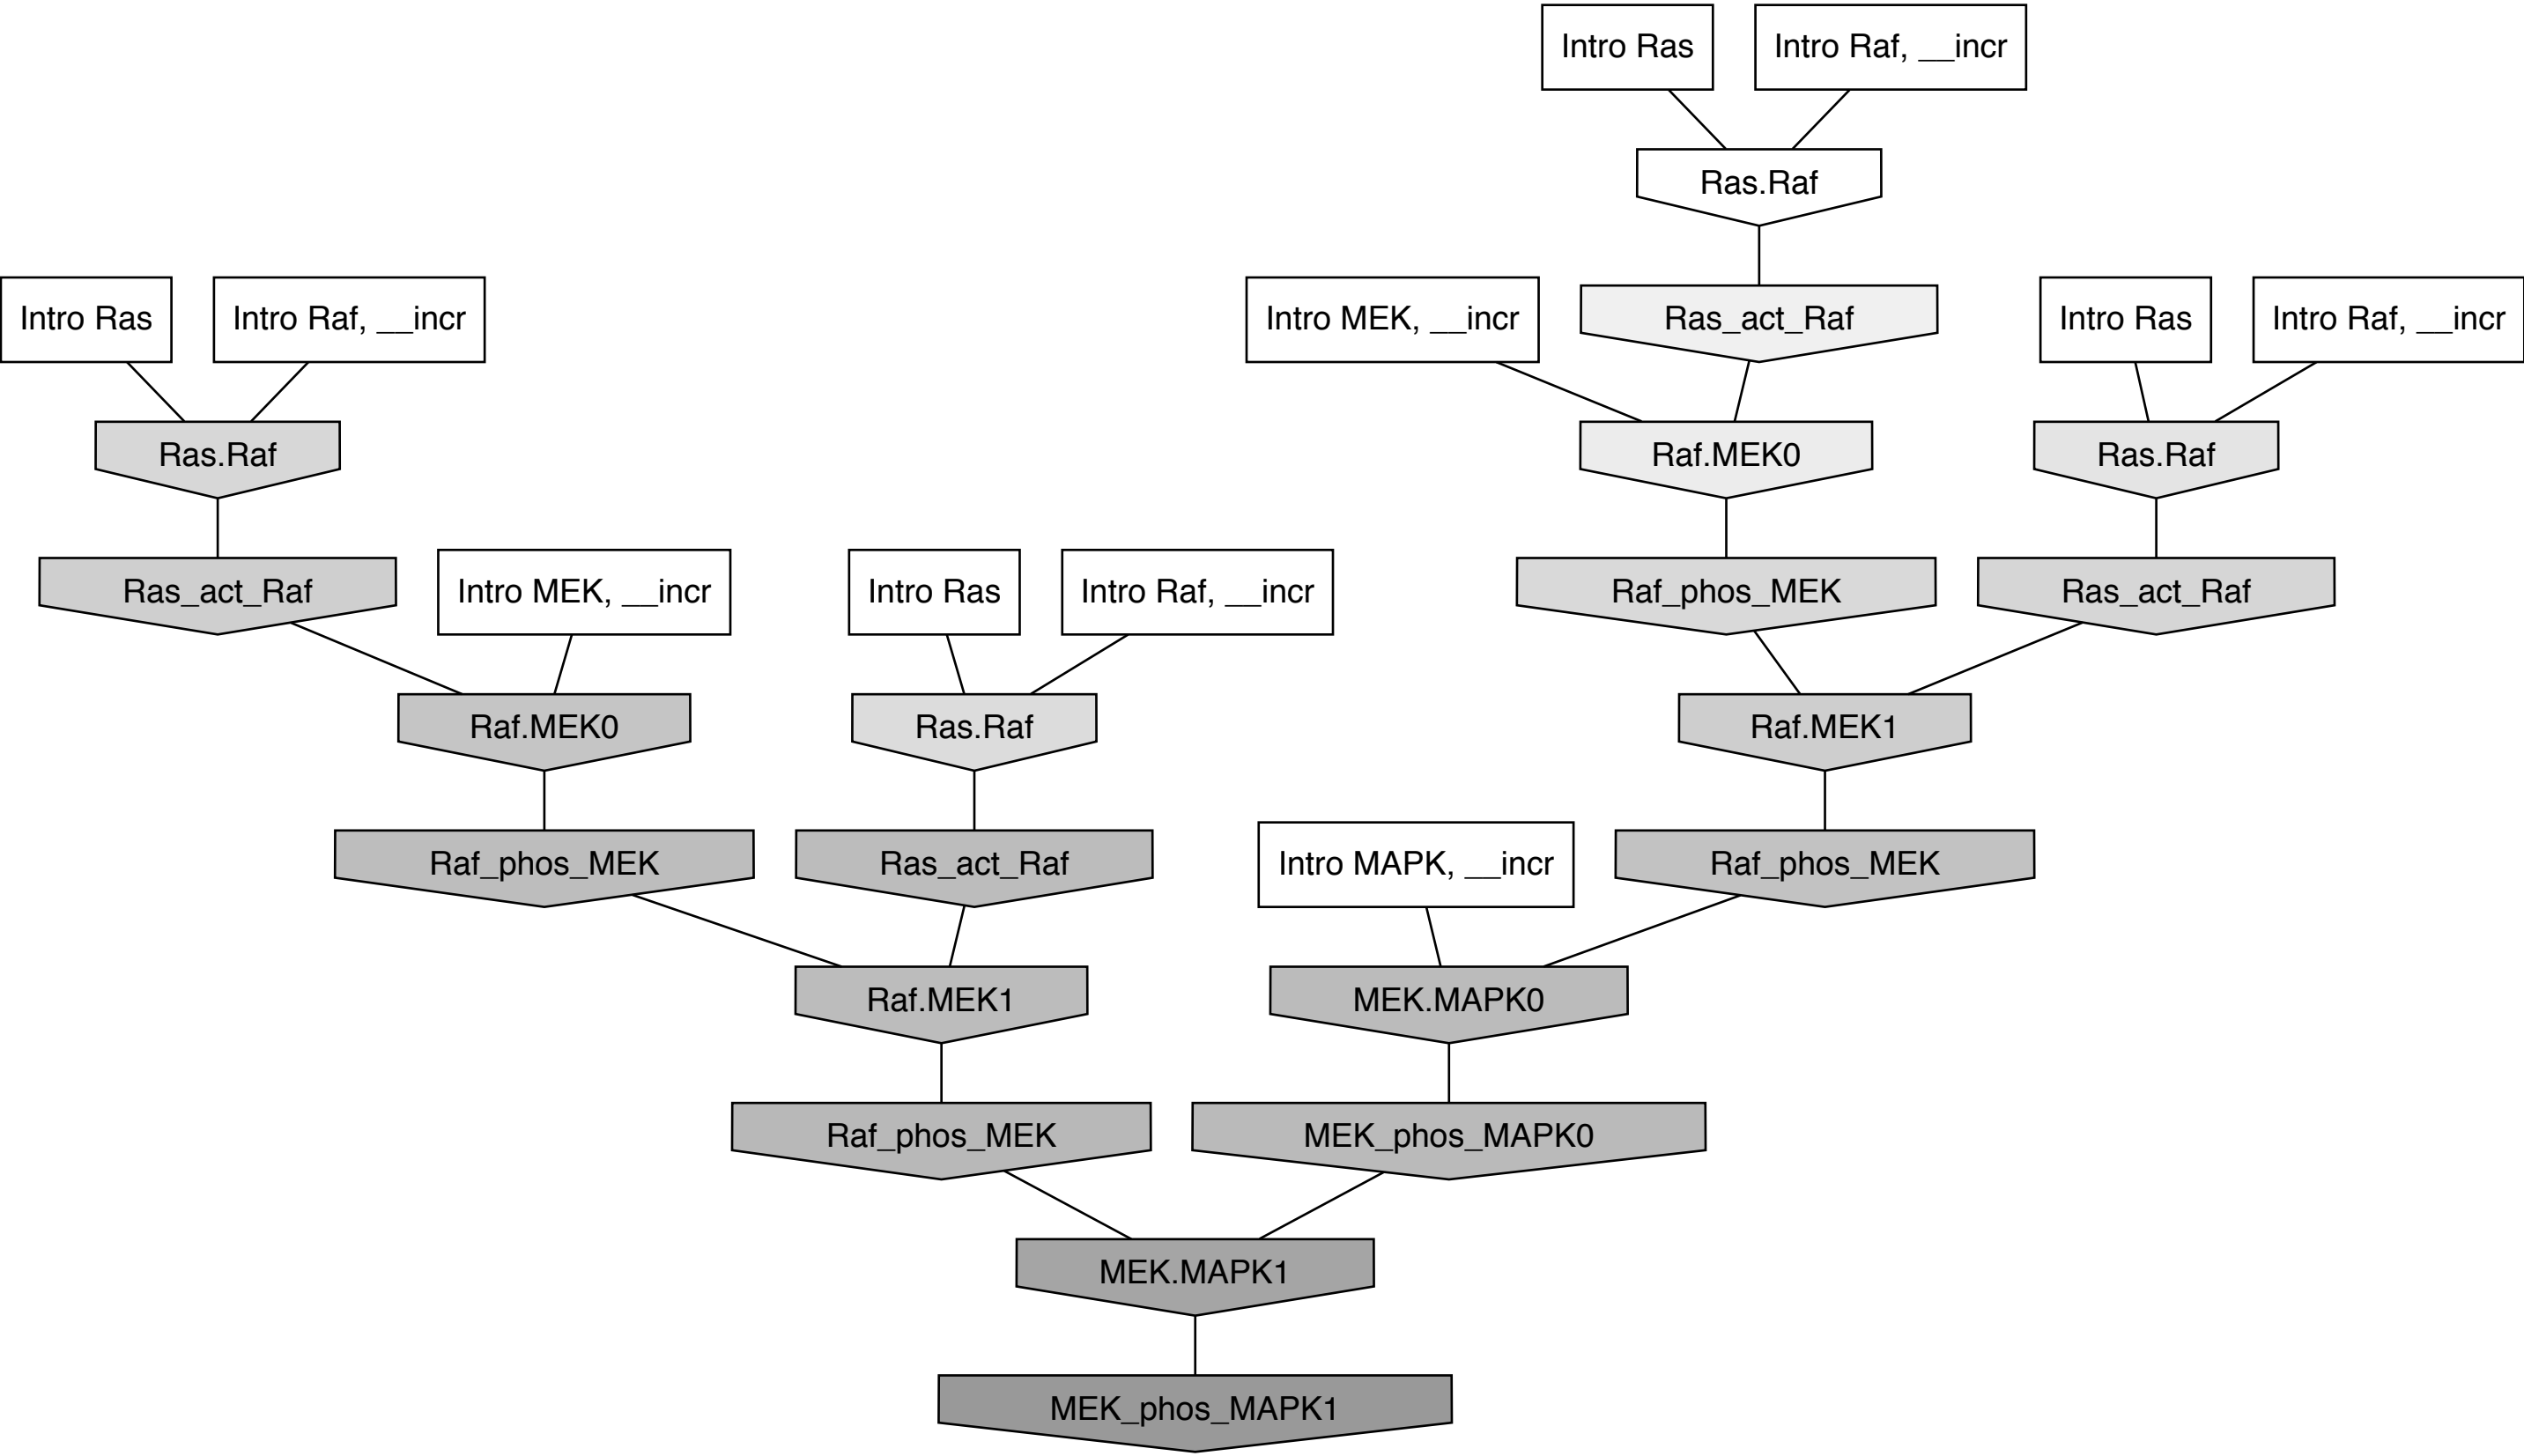 Intro Ras
Intro Raf, __incr
Ras.Raf
Intro Ras
Intro Raf, __incr
Intro MEK, __incr
Ras_act_Raf
Intro Ras
Intro Raf, __incr
Ras.Raf
Raf.MEK0
Ras.Raf
Ras_act_Raf
Intro MEK, __incr
Intro Ras
Intro Raf, __incr
Raf_phos_MEK
Ras_act_Raf
Raf.MEK0
Ras.Raf
Raf.MEK1
Raf_phos_MEK
Ras_act_Raf
Intro MAPK, __incr
Raf_phos_MEK
Raf.MEK1
MEK.MAPK0
Raf_phos_MEK
MEK_phos_MAPK0
MEK.MAPK1
MEK_phos_MAPK1